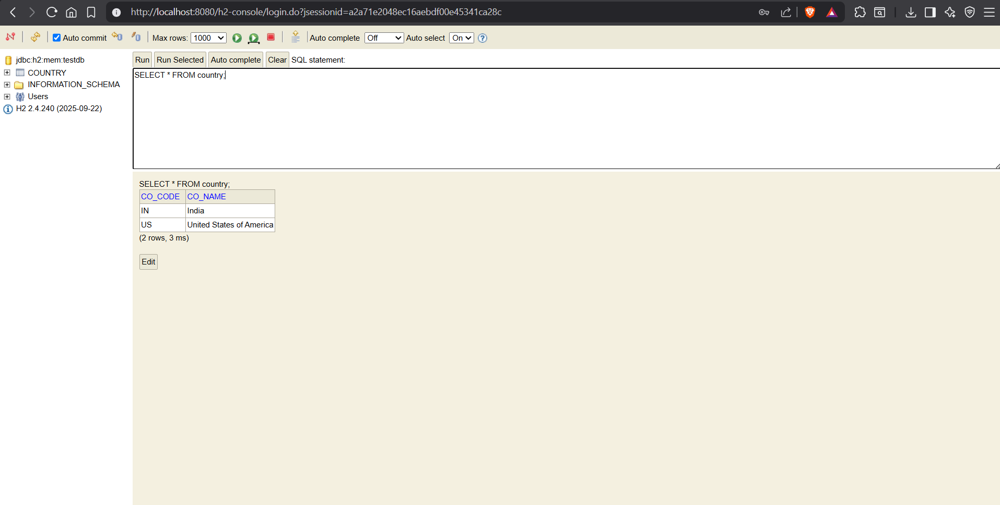 http://localhost:8080/h2-console/login.do?jsessionid=a2a71e2048ec16aebdf00e45341ca28c
Auto commit Max rows: 1000 Auto complete Off Auto select On
jdbc:h2:mem:testdb
COUNTRY
INFORMATION_SCHEMA
Users
H2 2.4.240 (2025-09-22)
Run Run Selected Auto complete Clear SQL statement:
SELECT * FROM country;
SELECT * FROM country;
CO_CODE CO_NAME
IN India
US United States of America
(2 rows, 3 ms)
Edit